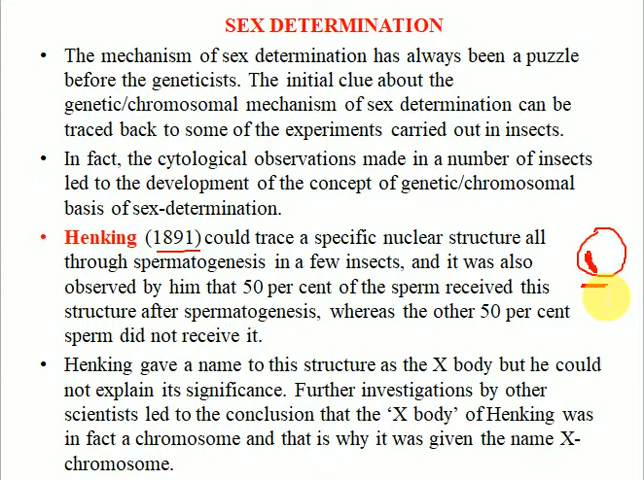 SEX DETERMINATION
• The mechanism of sex determination has always been a puzzle
before the geneticists. The initial clue about the
genetic/chromosomal mechanism of sex determination can be
traced back to some of the experiments carried out in insects.
• In fact, the cytological observations made in a number of insects
led to the development of the concept of genetic/chromosomal
basis of sex-determination.
• Henking (1891) could trace a specific nuclear structure all
through spermatogenesis in a few insects, and it was also
observed by him that 50 per cent of the sperm received this
structure after spermatogenesis, whereas the other 50 per cent
sperm did not receive it.
• Henking gave a name to this structure as the X body but he could
not explain its significance. Further investigations by other
scientists led to the conclusion that the ‘X body’ of Henking was
in fact a chromosome and that is why it was given the name X-
chromosome.